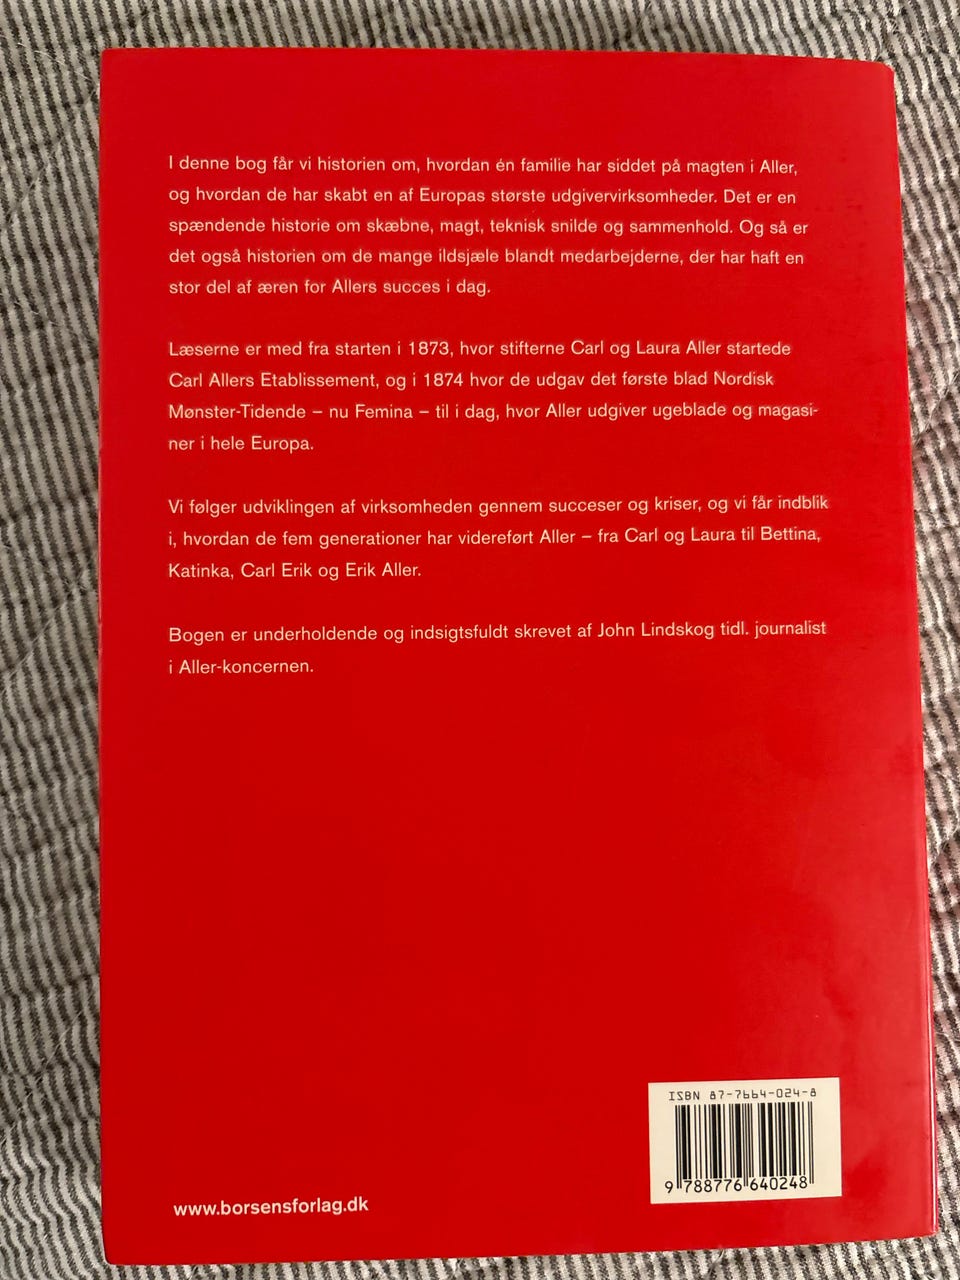 I denne bog får vi historien om, hvordan én familie har siddet på magten i Aller,
og hvordan de har skabt en af Europas største udgivervirksomheder. Det er en
spændende historie om skæbne, magt, teknisk snilde og sammenhold. Og så er
det også historien om de mange ildsjæle blandt medarbejderne, der har haft en
stor del af æren for Allers succes i dag.
Læserne er med fra starten i 1873, hvor stifterne Carl og Laura Aller startede
Carl Allers Etablissement, og i 1874 hvor de udgav det første blad Nordisk
Mønster-Tidende – nu Femina – til i dag, hvor Aller udgiver ugeblade og magasi-
ner i hele Europa.
Vi følger udviklingen af virksomheden gennem succeser og kriser, og vi får indblik
i, hvordan de fem generationer har videreført Aller – fra Carl og Laura til Bettina,
Katinka, Carl Erik og Erik Aller.
Bogen er underholdende og indsigtsfuldt skrevet af John Lindskog tidl. journalist
i Aller-koncernen.
ISBN 87-7664-024-8
9 788776 640248
www.borsensforlag.dk